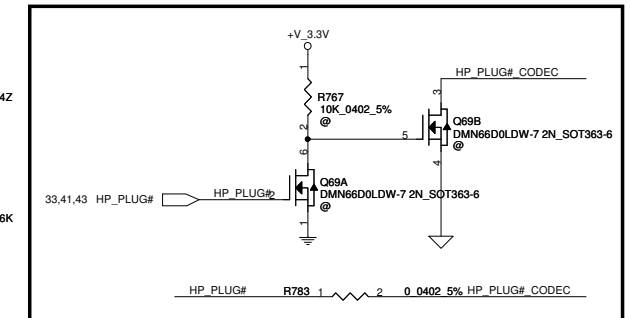 +V_3.3V
1
HP_PLUG#_CODEC
4Z
R767
10K_0402_5%
@
2
3
Q69B
DMN66D0LDW-7 2N_SOT363-6
@
5
6
4
Q69A
DMN66D0LDW-7 2N_SOT363-6
@
33,41,43 HP_PLUG# HP_PLUG# 2
1
6K
HP_PLUG# R783 1 2 0_0402_5% HP_PLUG#_CODEC